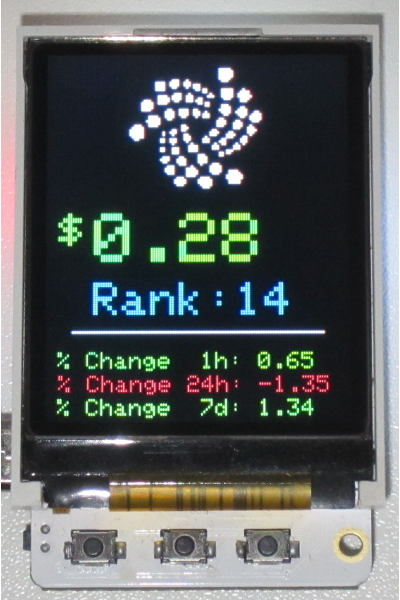 $0.28
Rank:14
% Change 1h: 0.65
% Change 24h: -1.35
% Change 7d: 1.34